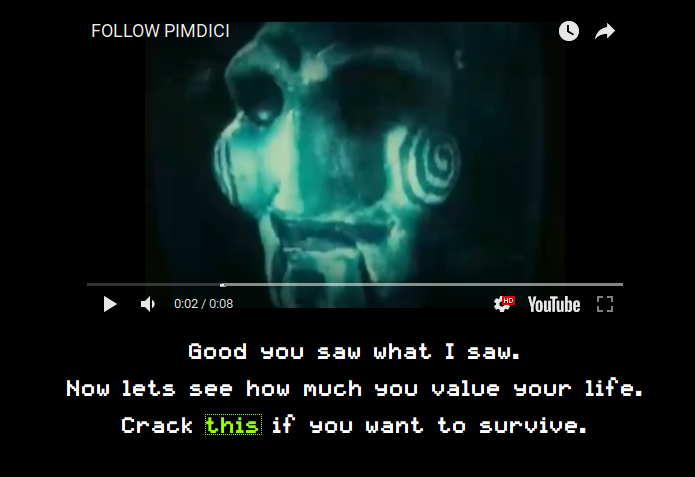 FOLLOW PIMDICI
0:02 / 0:08
HD
YouTube
Good you saw what I saw.
Now lets see how much you value your life.
Crack this if you want to survive.